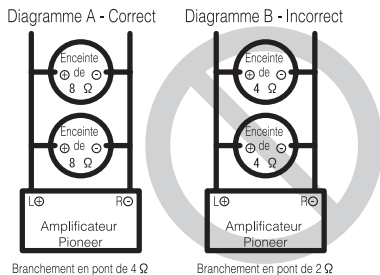 Diagramme A - Correct
Enceinte
de
⊕ ⊖
8 Ω
Enceinte
de
⊕ ⊖
8 Ω
L⊕ R⊖
Amplificateur
Pioneer
Branchement en pont de 4 Ω
Diagramme B - Incorrect
Enceinte
de
⊕ ⊖
4 Ω
Enceinte
de
⊕ ⊖
4 Ω
L⊕ R⊖
Amplificateur
Pioneer
Branchement en pont de 2 Ω